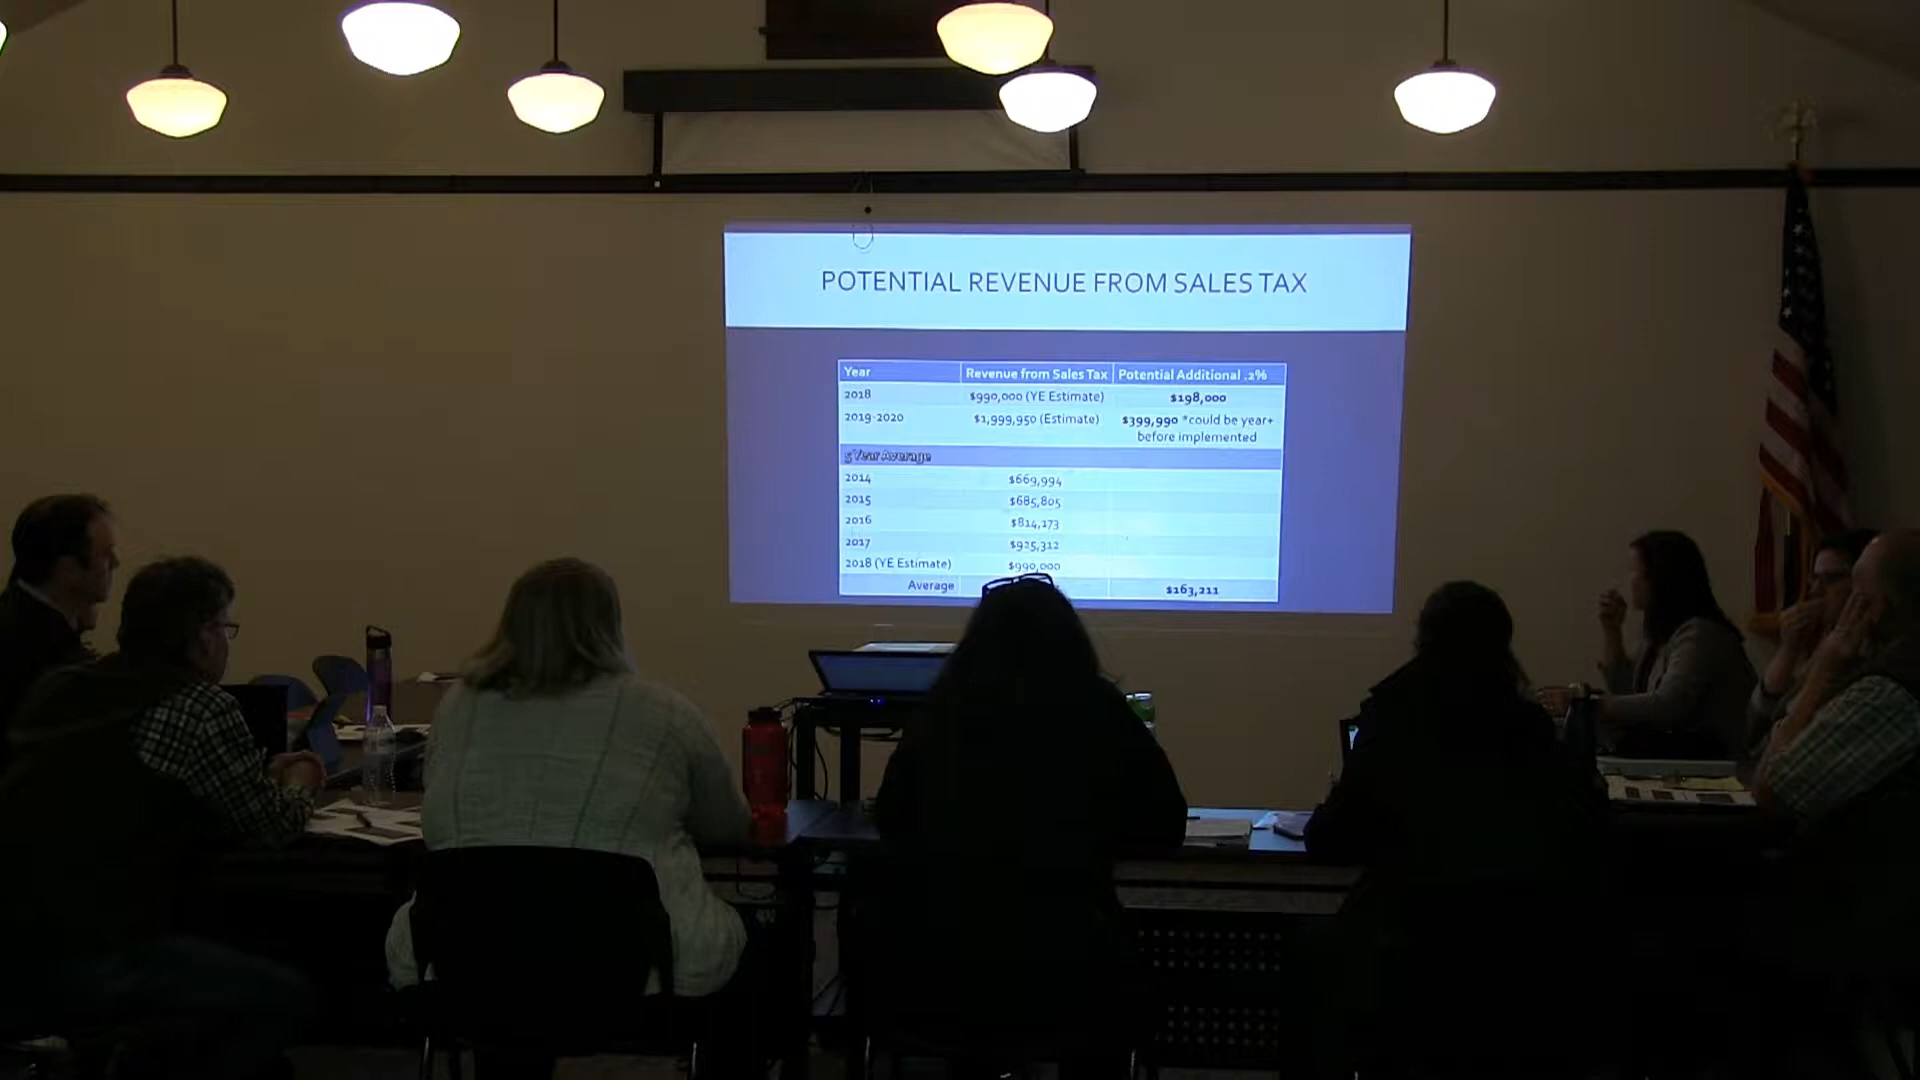 POTENTIAL REVENUE FROM SALES TAX
Year Revenue from Sales Tax Potential Additional .2%
2018 $990,000 (YE Estimate) $198,000
2019-2020 $1,999,950 (Estimate) $399,990 *could be year+
before implemented
5 Year Average
2014 $669,994
2015 $685,805
2016 $814,173
2017 $925,312
2018 (YE Estimate) $990,000
Average $163,211